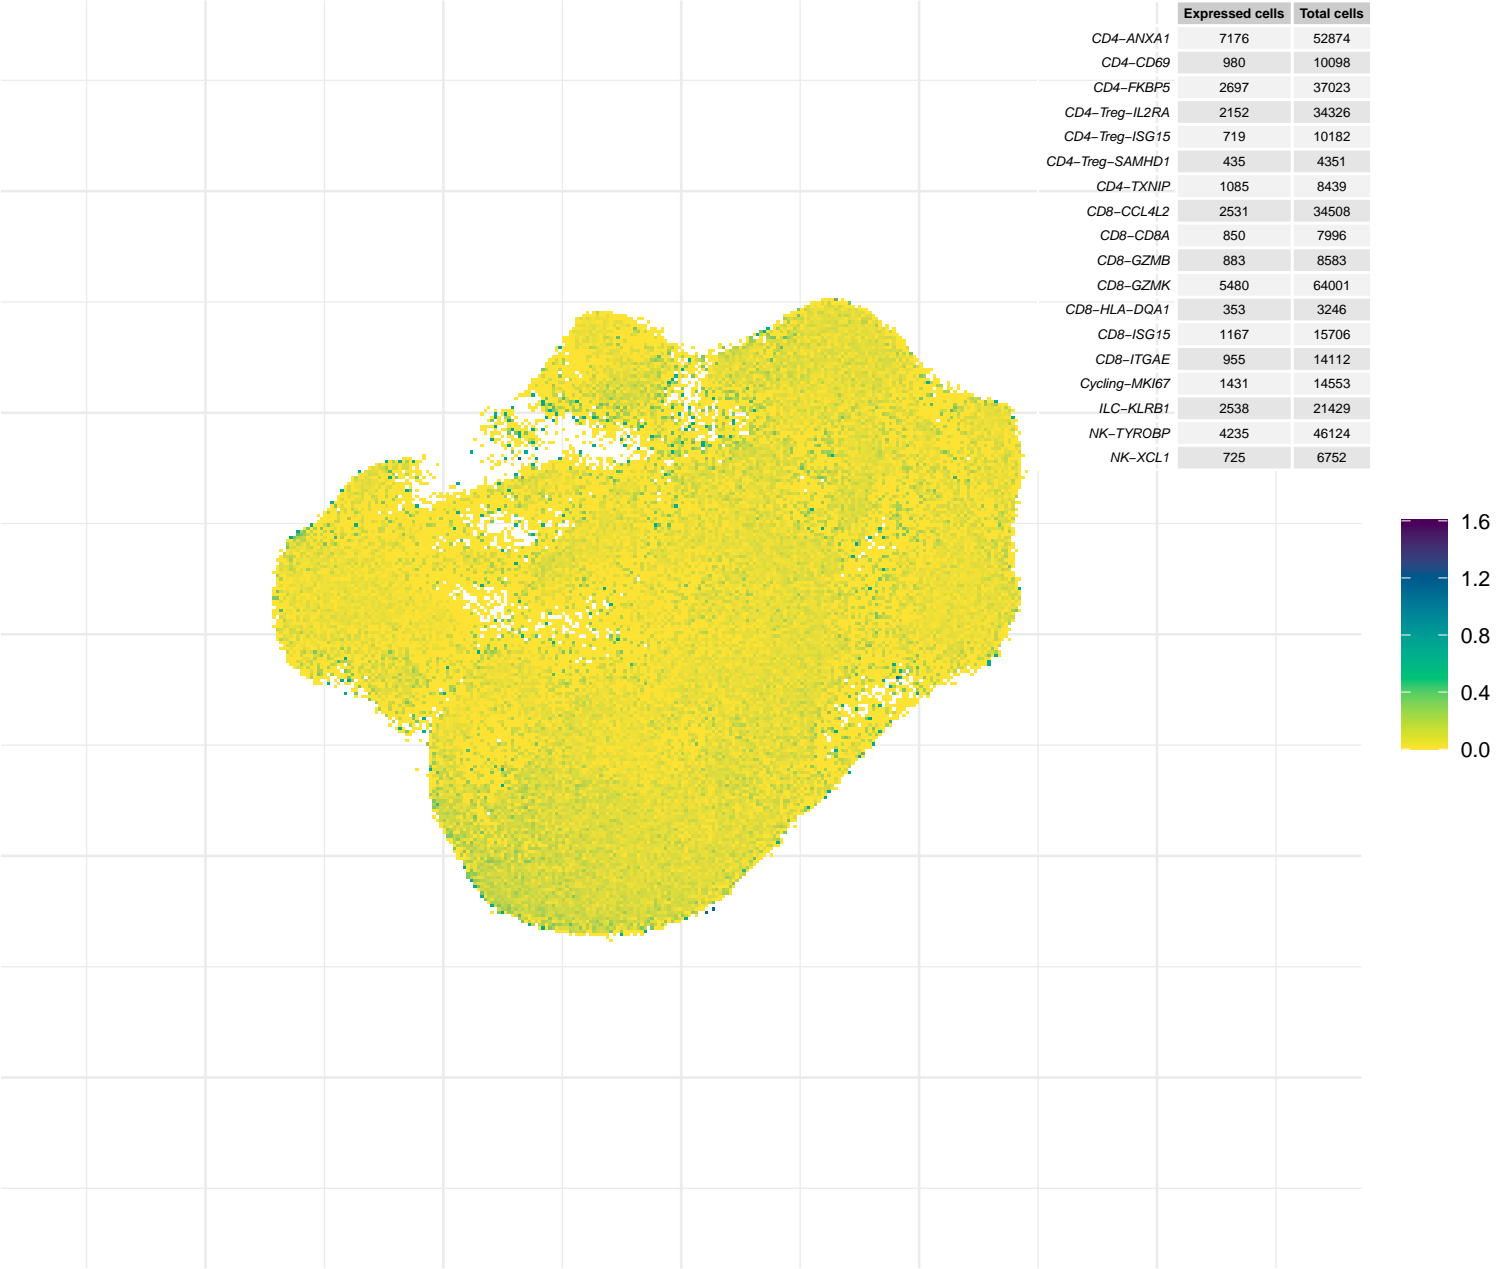 Expressed cells Total cells
CD4−ANXA1 7176 52874
CD4−CD69 980 10098
CD4−FKBP5 2697 37023
CD4−Treg−IL2RA 2152 34326
CD4−Treg−ISG15 719 10182
CD4−Treg−SAMHD1 435 4351
CD4−TXNIP 1085 8439
CD8−CCL4L2 2531 34508
CD8−CD8A 850 7996
CD8−GZMB 883 8583
CD8−GZMK 5480 64001
CD8−HLA−DQA1 353 3246
CD8−ISG15 1167 15706
CD8−ITGAE 955 14112
Cycling−MKI67 1431 14553
ILC−KLRB1 2538 21429
NK−TYROBP 4235 46124
NK−XCL1 725 6752
1.6
1.2
0.8
0.4
0.0